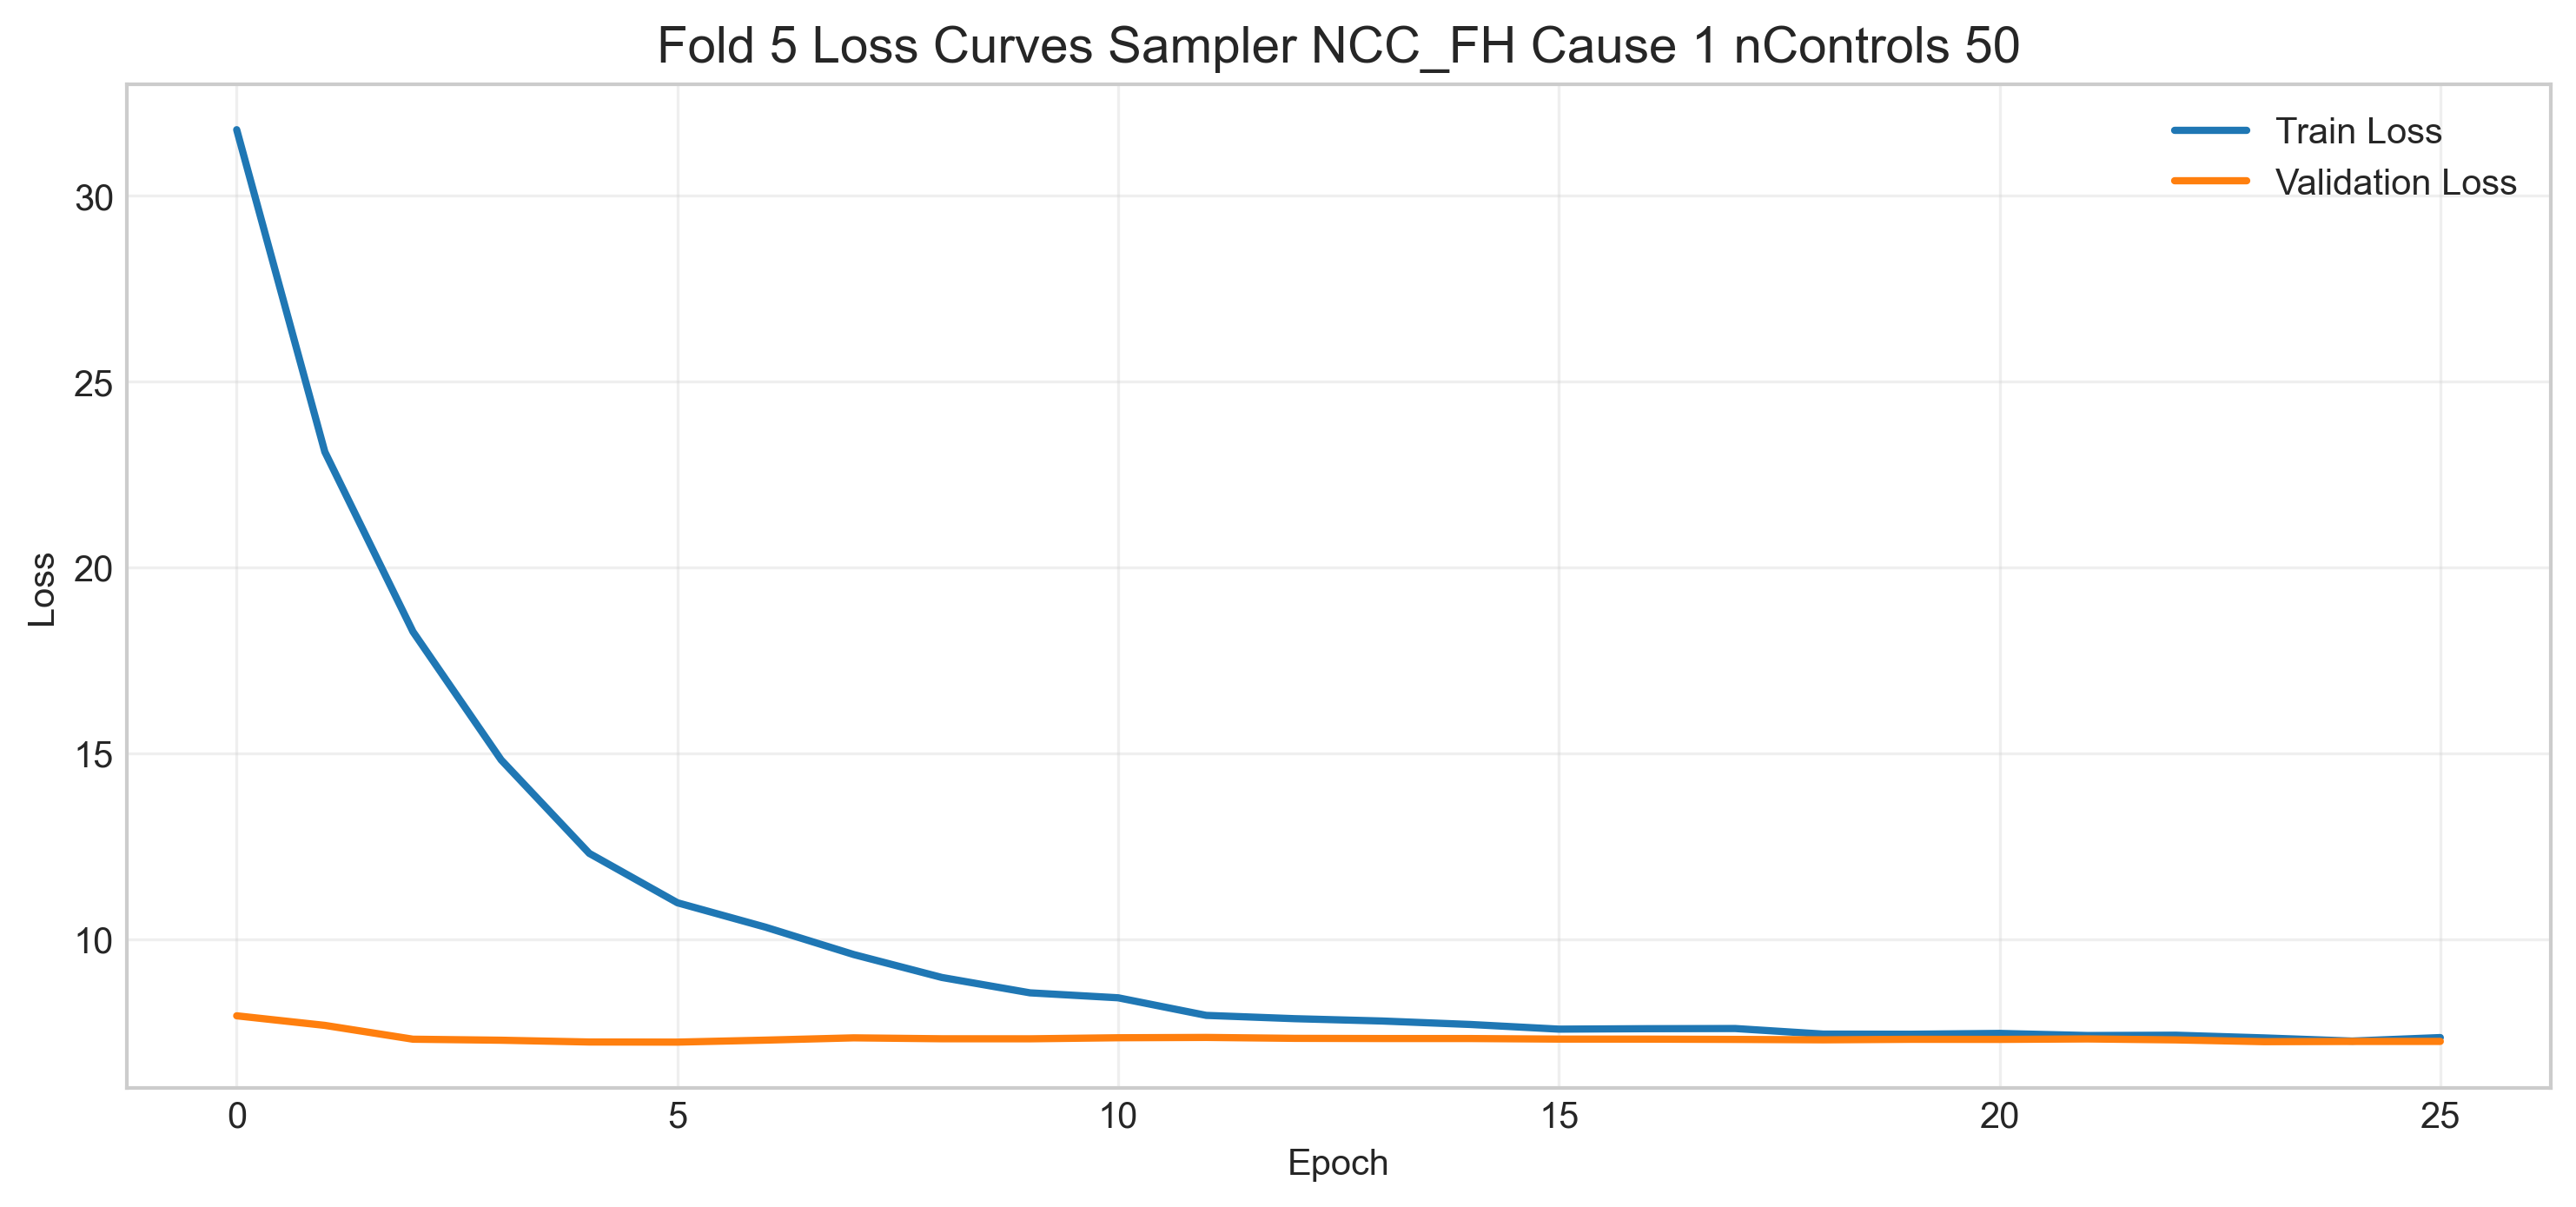 Fold 5 Loss Curves Sampler NCC_FH Cause 1 nControls 50
Train Loss
Validation Loss
Loss
30
25
20
15
10
0 5 10 15 20 25
Epoch